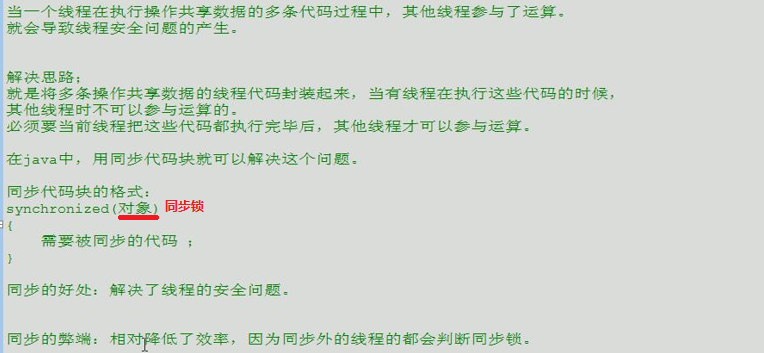 当一个线程在执行操作共享数据的多条代码过程中，其他线程参与了运算。
就会导致线程安全问题的产生。
解决思路；
就是将多条操作共享数据的线程代码封装起来，当有线程在执行这些代码的时候，
其他线程时不可以参与运算的。
必须要当前线程把这些代码都执行完毕后，其他线程才可以参与运算。
在java中，用同步代码块就可以解决这个问题。
同步代码块的格式：
synchronized(对象) 同步锁
{
需要被同步的代码 ；
}
同步的好处：解决了线程的安全问题。
同步的弊端：相对降低了效率，因为同步外的线程的都会判断同步锁。